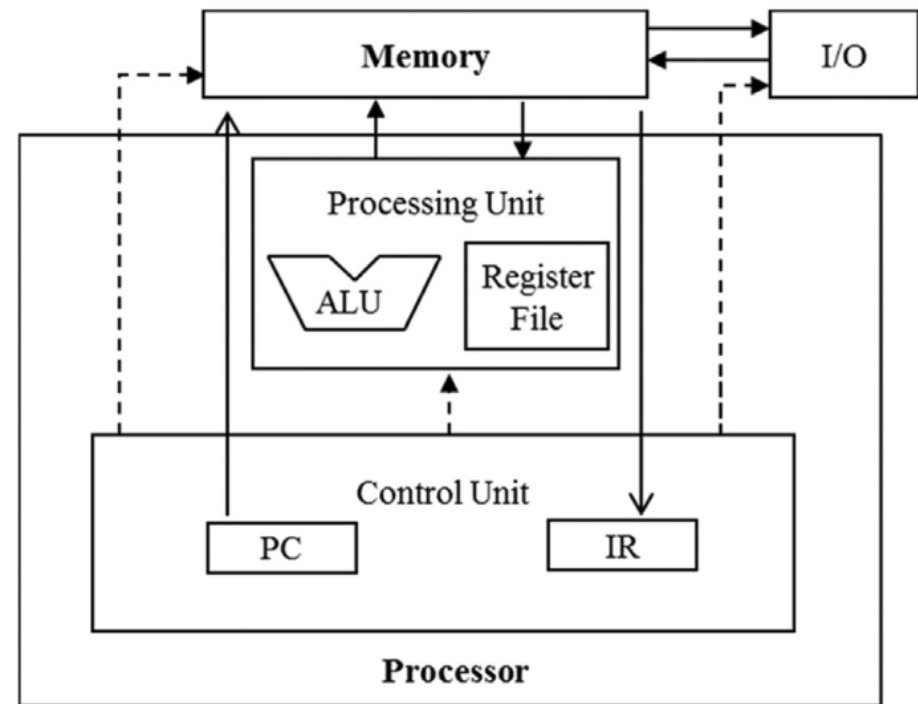 Memory
I/O
Processing Unit
ALU
Register
File
Control Unit
PC
IR
Processor